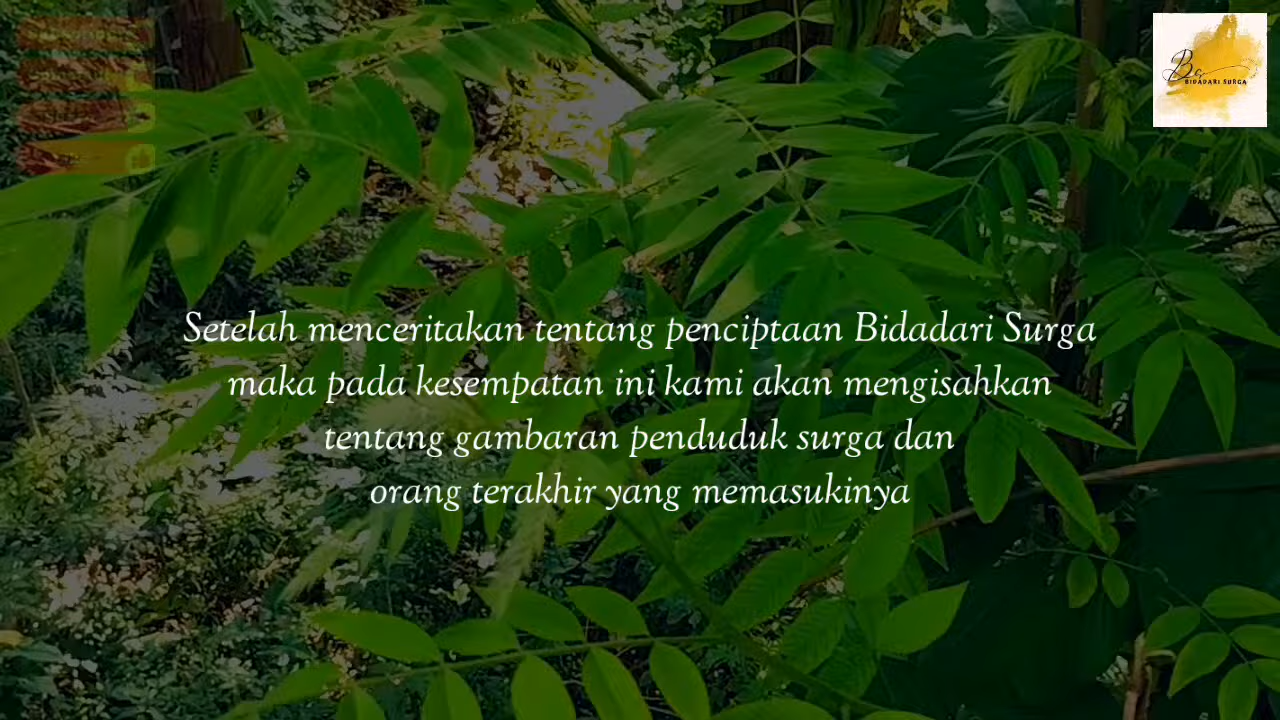 Bs
BIDADARI SURGA
Setelah menceritakan tentang penciptaan Bidadari Surga
maka pada kesempatan ini kami akan mengisahkan
tentang gambaran penduduk surga dan
orang terakhir yang memasukinya